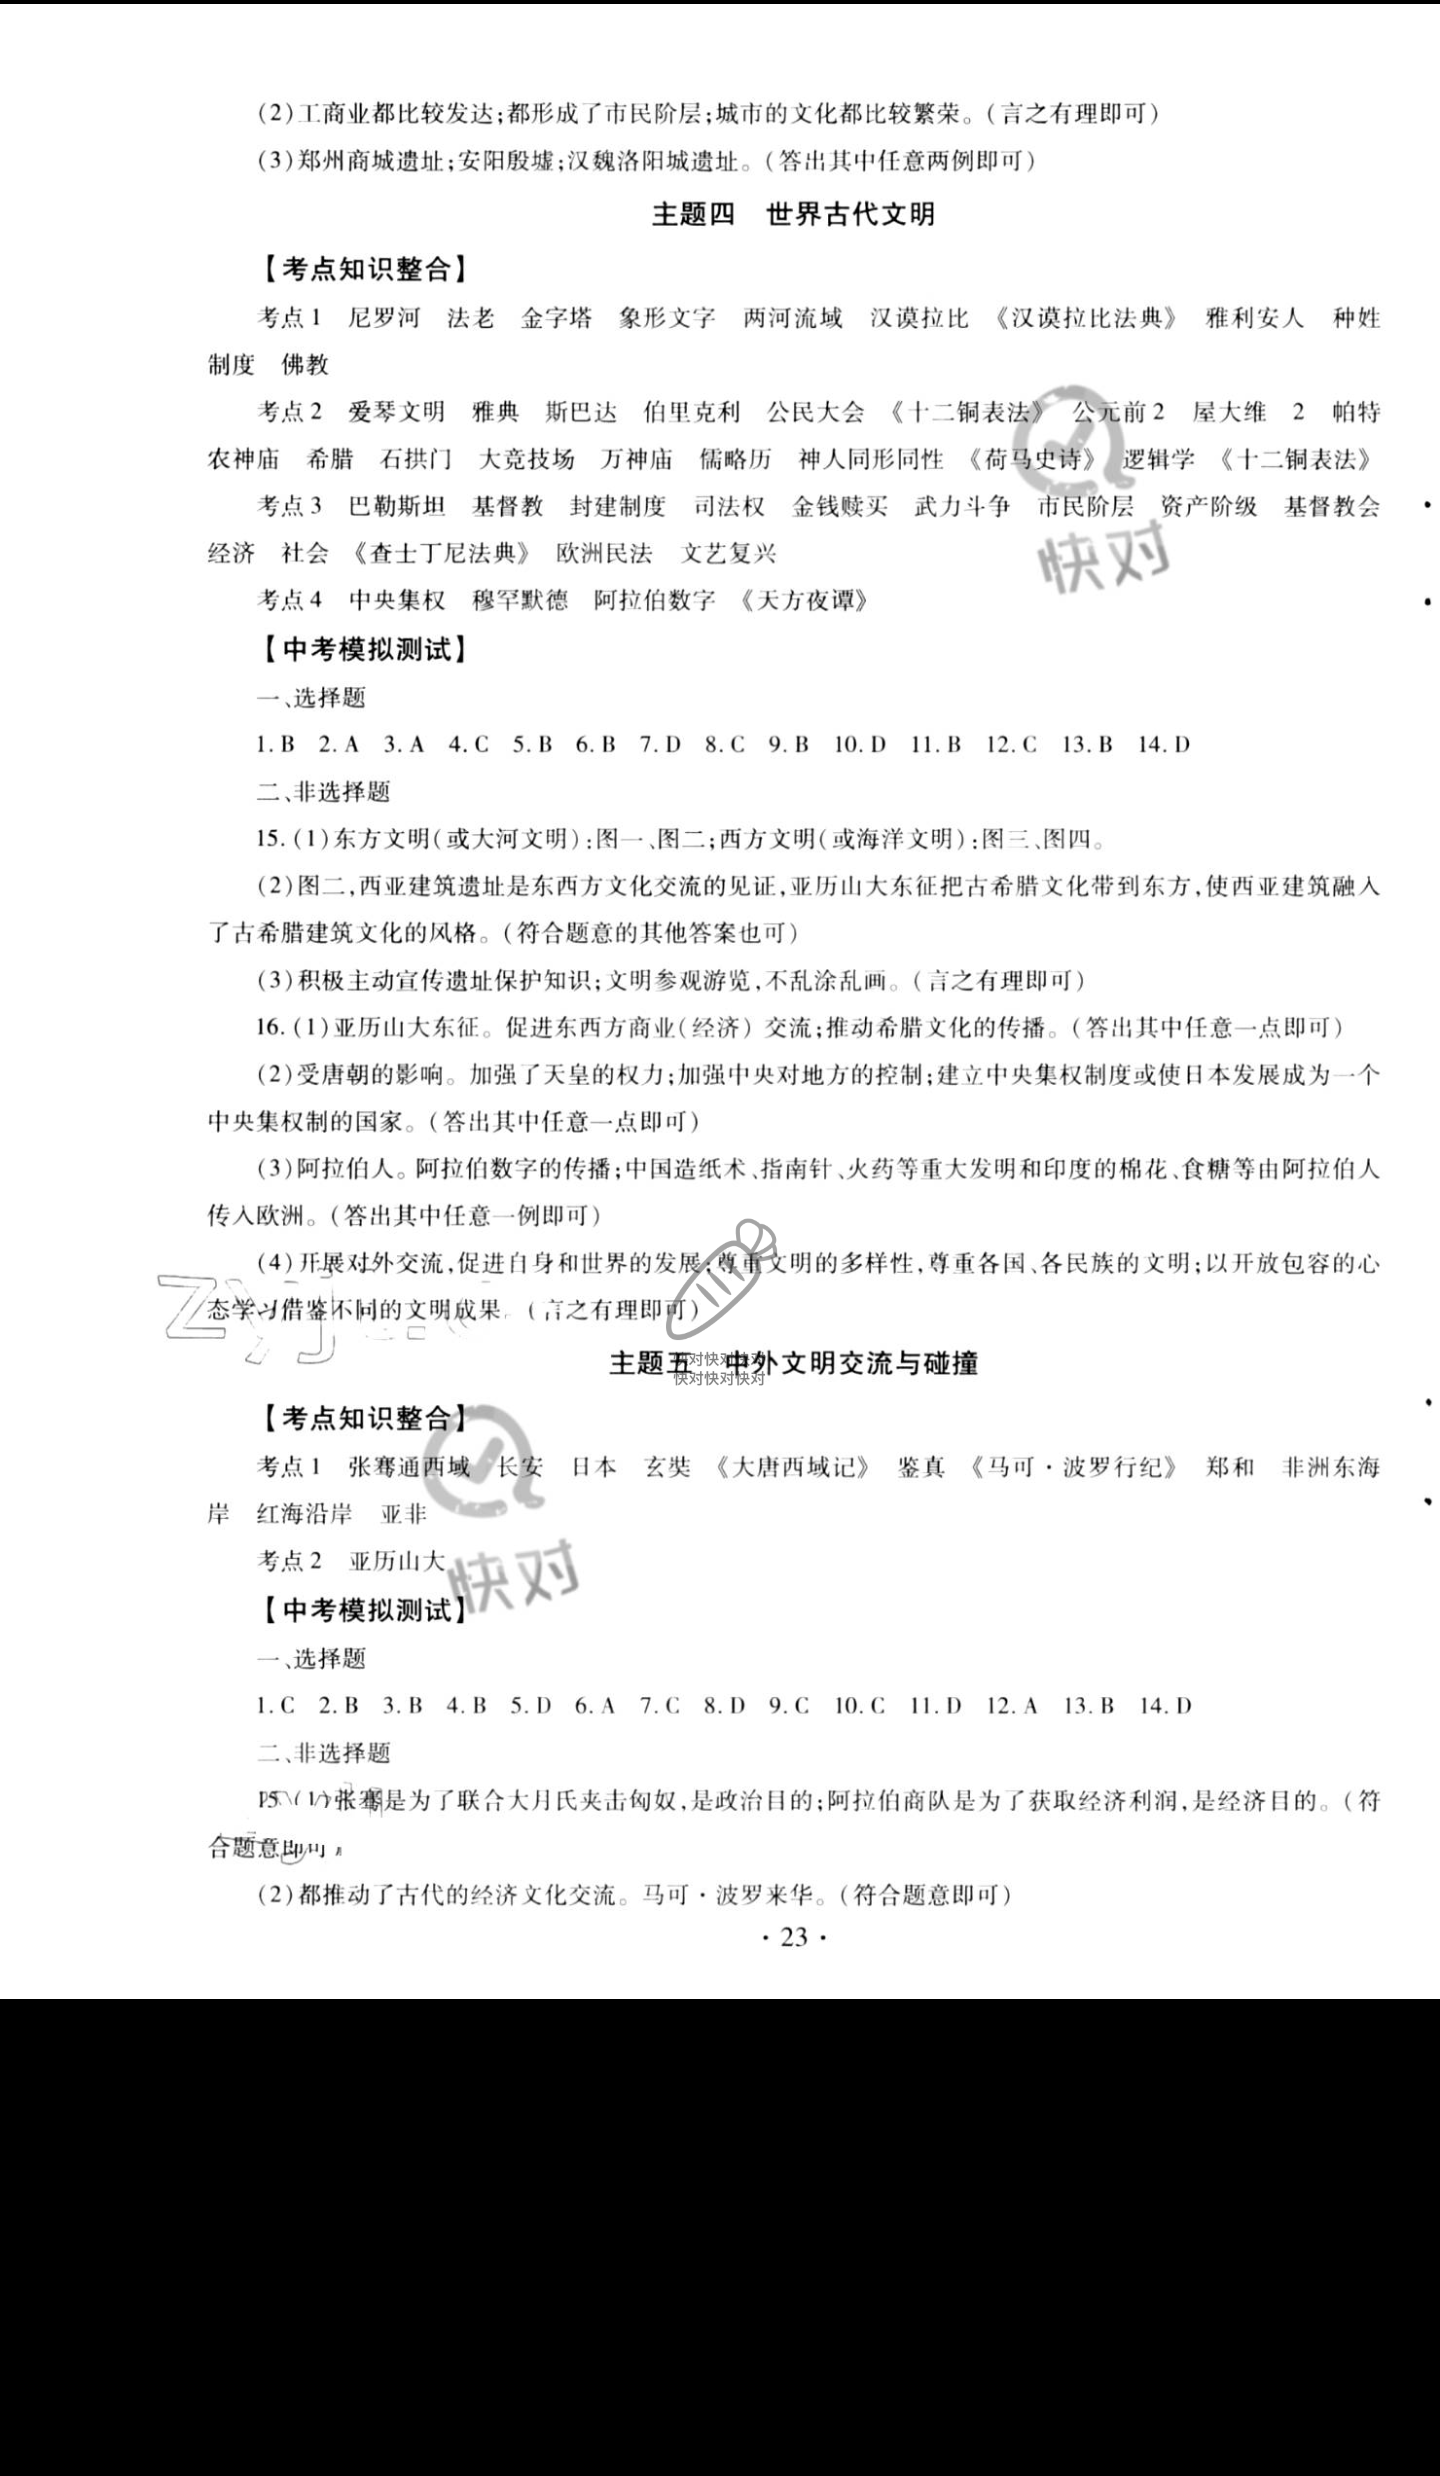 (2)工商业都比较发达;都形成了市民阶层;城市的文化都比较繁荣。(言之有理即可)
(3)郑州商城遗址;安阳殷墟;汉魏洛阳城遗址。(答出其中任意两例即可)
主题四 世界古代文明
【考点知识整合】
考点1 尼罗河 法老 金字塔 象形文字 两河流域 汉谟拉比 《汉谟拉比法典》 雅利安人 种姓
制度 佛教
考点2 爱琴文明 雅典 斯巴达 伯里克利 公民大会 《十二铜表法》 公元前2 屋大维 2 帕特
农神庙 希腊 石拱门 大竞技场 万神庙 儒略历 神人同形同性 《荷马史诗》 逻辑学 《十二铜表法》
考点3 巴勒斯坦 基督教 封建制度 司法权 金钱赎买 武力斗争 市民阶层 资产阶级 基督教会
经济 社会 《查士丁尼法典》 欧洲民法 文艺复兴
考点4 中央集权 穆罕默德 阿拉伯数字 《天方夜谭》
【中考模拟测试】
一、选择题
1.B 2.A 3.A 4.C 5.B 6.B 7.D 8.C 9.B 10.D 11.B 12.C 13.B 14.D
二、非选择题
15.(1)东方文明(或大河文明):图一、图二;西方文明(或海洋文明):图三、图四。
(2)图二,西亚建筑遗址是东西方文化交流的见证,亚历山大东征把古希腊文化带到东方,使西亚建筑融入
了古希腊建筑文化的风格。(符合题意的其他答案也可)
(3)积极主动宣传遗址保护知识;文明参观游览,不乱涂乱画。(言之有理即可)
16.(1)亚历山大东征。促进东西方商业(经济) 交流;推动希腊文化的传播。(答出其中任意一点即可)
(2)受唐朝的影响。加强了天皇的权力;加强中央对地方的控制;建立中央集权制度或使日本发展成为一个
中央集权制的国家。(答出其中任意一点即可)
(3)阿拉伯人。阿拉伯数字的传播;中国造纸术、指南针、火药等重大发明和印度的棉花、食糖等由阿拉伯人
传入欧洲。(答出其中任意一例即可)
(4)开展对外交流,促进自身和世界的发展;尊重文明的多样性,尊重各国、各民族的文明;以开放包容的心
态学习借鉴不同的文明成果。(言之有理即可)
主题五 中外文明交流与碰撞
快对快对快对
快对快对快对
【考点知识整合】
考点1 张骞通西域 长安 日本 玄奘 《大唐西域记》 鉴真 《马可·波罗行纪》 郑和 非洲东海
岸 红海沿岸 亚非
考点2 亚历山大
快对
快对
【中考模拟测试】
一、选择题
1.C 2.B 3.B 4.B 5.D 6.A 7.C 8.D 9.C 10.C 11.D 12.A 13.B 14.D
二、非选择题
15.(1)张骞是为了联合大月氏夹击匈奴,是政治目的;阿拉伯商队是为了获取经济利润,是经济目的。(符
合题意即可)
(2)都推动了古代的经济文化交流。马可·波罗来华。(符合题意即可)
·23·